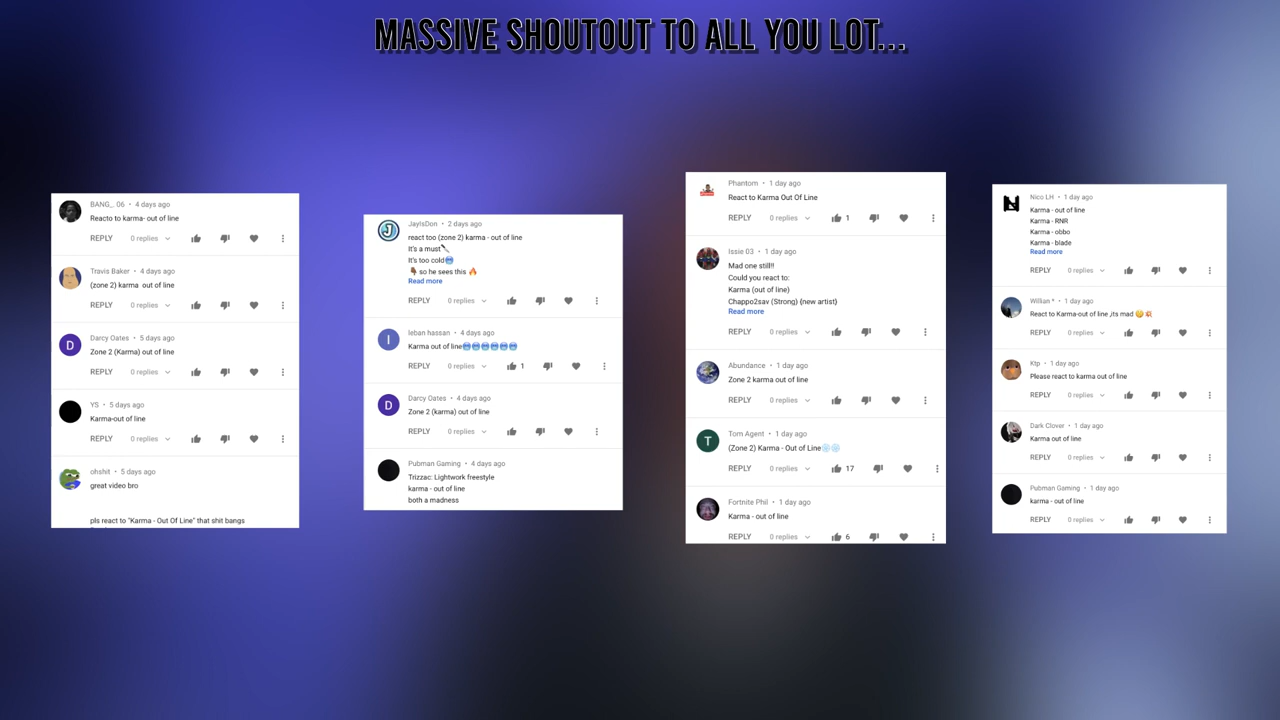 MASSIVE SHOUTOUT TO ALL YOU LOT...
BANG_. 06 • 4 days ago
Reacto to karma- out of line
REPLY 0 replies
Travis Baker • 4 days ago
(zone 2) karma out of line
REPLY 0 replies
D
Darcy Oates • 5 days ago
Zone 2 (Karma) out of line
REPLY 0 replies
YS • 5 days ago
Karma-out of line
REPLY 0 replies
ohshit • 5 days ago
great video bro
pls react to "Karma - Out Of Line" that shit bangs
J
JayIsDon • 2 days ago
react too (zone 2) karma - out of line
It's a must🔪
It's too cold🥶
👇🏾 so he sees this 🔥
Read more
REPLY 0 replies
I
leban hassan • 4 days ago
Karma out of line🥶🥶🥶🥶🥶🥶
REPLY 0 replies 1
D
Darcy Oates • 4 days ago
Zone 2 (karma) out of line
REPLY 0 replies
Pubman Gaming • 4 days ago
Trizzac: Lightwork freestyle
karma - out of line
both a madness
Phantom • 1 day ago
React to Karma Out Of Line
REPLY 0 replies 1
Issie 03 • 1 day ago
Mad one still!!
Could you react to:
Karma (out of line)
Chappo2sav (Strong) {new artist}
Read more
REPLY 0 replies
Abundance • 1 day ago
Zone 2 karma out of line
REPLY 0 replies
T
Torn Agent • 1 day ago
(Zone 2) Karma - Out of Line❄️❄️
REPLY 0 replies 17
Fortnite Phil • 1 day ago
Karma - out of line
REPLY 0 replies 6
N
Nico LH • 1 day ago
Karma - out of line
Karma - RNR
Karma - obbo
Karma - blade
Read more
REPLY 0 replies
Willian * • 1 day ago
React to Karma-out of line ,its mad 😳💥
REPLY 0 replies
Ktp • 1 day ago
Please react to karma out of line
REPLY 0 replies
Dark Clover • 1 day ago
Karma out of line
REPLY 0 replies
Pubman Gaming • 1 day ago
karma - out of line
REPLY 0 replies